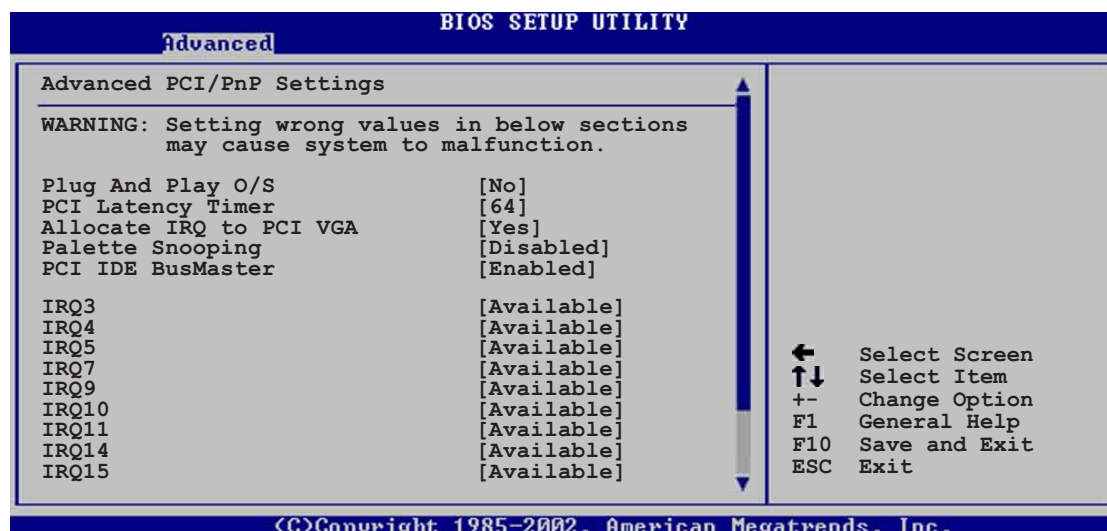 BIOS SETUP UTILITY
Advanced
Advanced PCI/PnP Settings
WARNING: Setting wrong values in below sections
may cause system to malfunction.
Plug And Play O/S [No]
PCI Latency Timer [64]
Allocate IRQ to PCI VGA [Yes]
Palette Snooping [Disabled]
PCI IDE BusMaster [Enabled]
IRQ3 [Available]
IRQ4 [Available]
IRQ5 [Available]
IRQ7 [Available]
IRQ9 [Available]
IRQ10 [Available]
IRQ11 [Available]
IRQ14 [Available]
IRQ15 [Available]
← Select Screen
↑↓ Select Item
+- Change Option
F1 General Help
F10 Save and Exit
ESC Exit
(C)Copyright 1985-2002, American Megatrends, Inc.